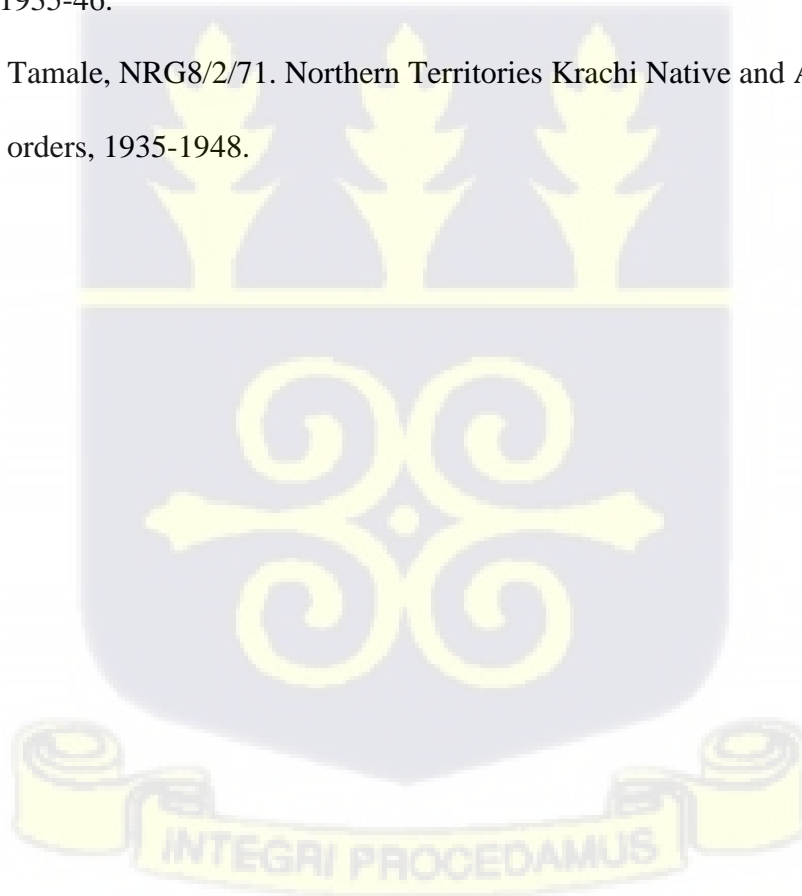 1935-46.
Tamale, NRG8/2/71. Northern Territories Krachi Native and
orders, 1935-1948.
INTEGRI PROCEDAMUS